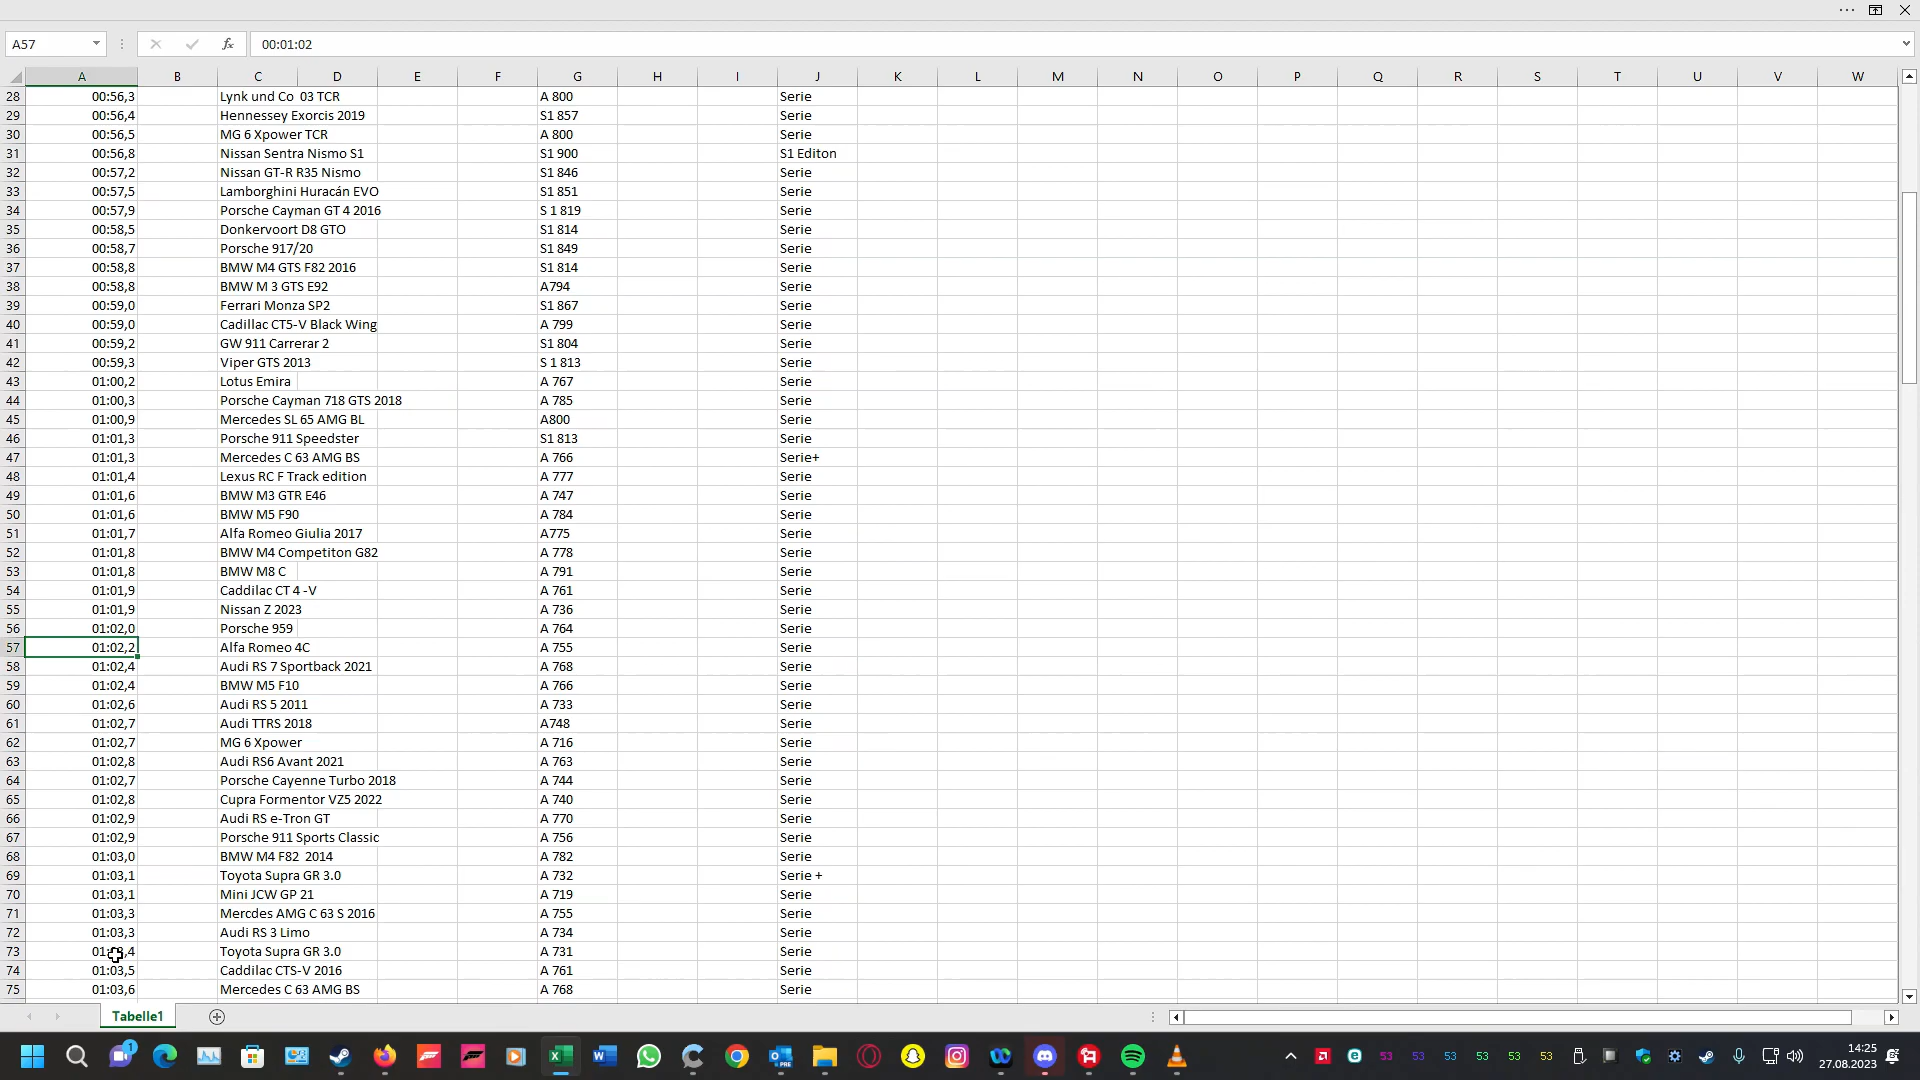 A57 fx 00:01:02
A B C D E F G H I J K L M N O P Q R S T U V W
28 00:56,3 Lynk und Co 03 TCR A 800 Serie
29 00:56,4 Hennessey Exorcis 2019 S1 857 Serie
30 00:56,5 MG 6 Xpower TCR A 800 Serie
31 00:56,8 Nissan Sentra Nismo S1 S1 900 S1 Editon
32 00:57,2 Nissan GT-R R35 Nismo S1 846 Serie
33 00:57,5 Lamborghini Huracán EVO S1 851 Serie
34 00:57,9 Porsche Cayman GT 4 2016 S 1 819 Serie
35 00:58,5 Donkervoort D8 GTO S1 814 Serie
36 00:58,7 Porsche 917/20 S1 849 Serie
37 00:58,8 BMW M4 GTS F82 2016 S1 814 Serie
38 00:58,8 BMW M 3 GTS E92 A794 Serie
39 00:59,0 Ferrari Monza SP2 S1 867 Serie
40 00:59,0 Cadillac CT5-V Black Wing A 799 Serie
41 00:59,2 GW 911 Carrerar 2 S1 804 Serie
42 00:59,3 Viper GTS 2013 S 1 813 Serie
43 01:00,2 Lotus Emira A 767 Serie
44 01:00,3 Porsche Cayman 718 GTS 2018 A 785 Serie
45 01:00,9 Mercedes SL 65 AMG BL A800 Serie
46 01:01,3 Porsche 911 Speedster S1 813 Serie
47 01:01,3 Mercedes C 63 AMG BS A 766 Serie+
48 01:01,4 Lexus RC F Track edition A 777 Serie
49 01:01,6 BMW M3 GTR E46 A 747 Serie
50 01:01,6 BMW M5 F90 A 784 Serie
51 01:01,7 Alfa Romeo Giulia 2017 A775 Serie
52 01:01,8 BMW M4 Competiton G82 A 778 Serie
53 01:01,8 BMW M8 C A 791 Serie
54 01:01,9 Caddilac CT 4 -V A 761 Serie
55 01:01,9 Nissan Z 2023 A 736 Serie
56 01:02,0 Porsche 959 A 764 Serie
57 01:02,2 Alfa Romeo 4C A 755 Serie
58 01:02,4 Audi RS 7 Sportback 2021 A 768 Serie
59 01:02,4 BMW M5 F10 A 766 Serie
60 01:02,6 Audi RS 5 2011 A 733 Serie
61 01:02,7 Audi TTRS 2018 A748 Serie
62 01:02,7 MG 6 Xpower A 716 Serie
63 01:02,8 Audi RS6 Avant 2021 A 763 Serie
64 01:02,7 Porsche Cayenne Turbo 2018 A 744 Serie
65 01:02,8 Cupra Formentor VZ5 2022 A 740 Serie
66 01:02,9 Audi RS e-Tron GT A 770 Serie
67 01:02,9 Porsche 911 Sports Classic A 756 Serie
68 01:03,0 BMW M4 F82 2014 A 782 Serie
69 01:03,1 Toyota Supra GR 3.0 A 732 Serie +
70 01:03,1 Mini JCW GP 21 A 719 Serie
71 01:03,3 Mercdes AMG C 63 S 2016 A 755 Serie
72 01:03,3 Audi RS 3 Limo A 734 Serie
73 Toyota Supra GR 3.0 A 731 Serie
74 01:03,5 Caddilac CTS-V 2016 A 761 Serie
75 01:03,6 Mercedes C 63 AMG BS A 768 Serie
Tabelle1
1 53 53 53 53 53 53 14:25
27.08.2023